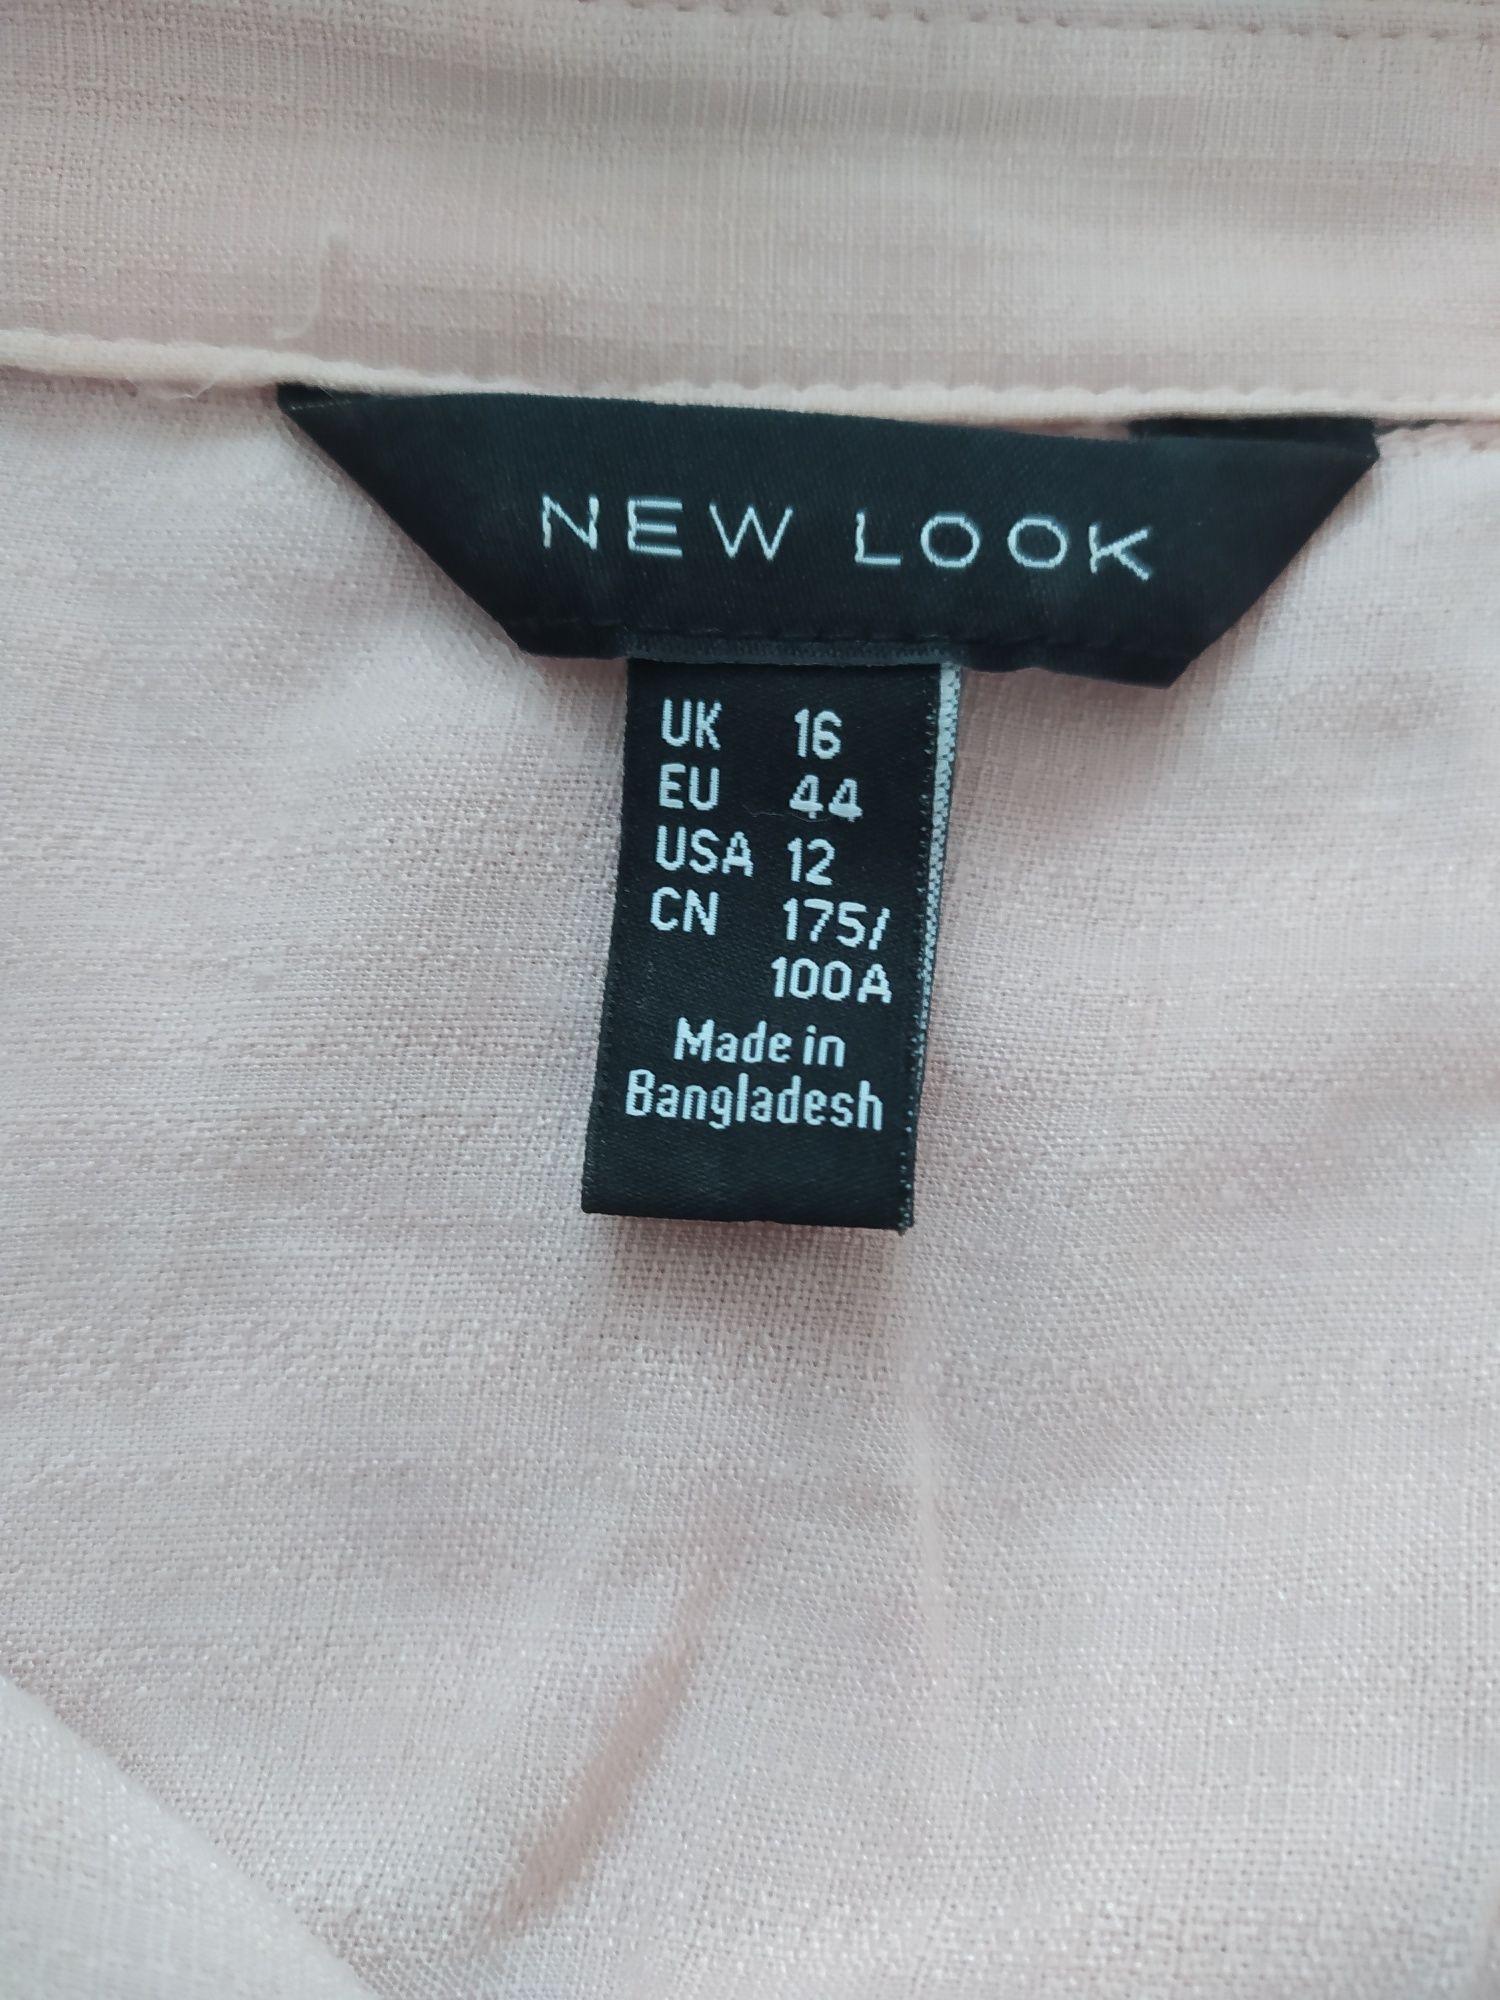 NEW LOOK
UK 16
EU 44
USA 12
CN 175/
100A
Made in
Bangladesh